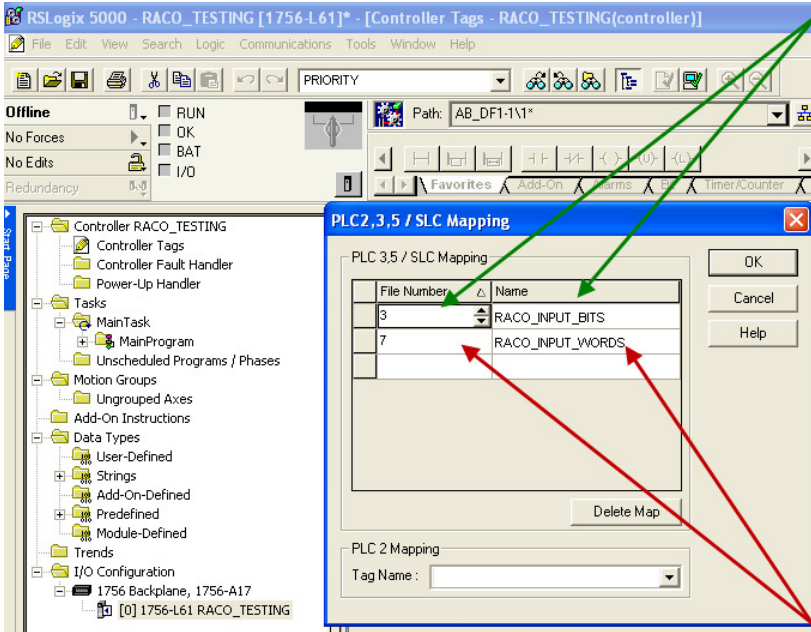 RSLogix 5000 - RACO_TESTING [1756-L61]* - [Controller Tags - RACO_TESTING(controller)]
File Edit View Search Logic Communications Tools Window Help
PRIORITY
Offline
RUN
Path: AB_DF1-1\1*
No Forces
OK
No Edits
BAT
I/O
Redundancy
Favorites Add-On Alarms Bit Timer/Counter
Start Page
Controller RACO_TESTING
Controller Tags
Controller Fault Handler
Power-Up Handler
Tasks
MainTask
MainProgram
Unscheduled Programs / Phases
Motion Groups
Ungrouped Axes
Add-On Instructions
Data Types
User-Defined
Strings
Add-On-Defined
Predefined
Module-Defined
Trends
I/O Configuration
1756 Backplane, 1756-A17
[0] 1756-L61 RACO_TESTING
PLC2,3,5 / SLC Mapping
PLC 3,5 / SLC Mapping
File Number Name
3 RACO_INPUT_BITS
7 RACO_INPUT_WORDS
Delete Map
PLC 2 Mapping
Tag Name :
OK
Cancel
Help